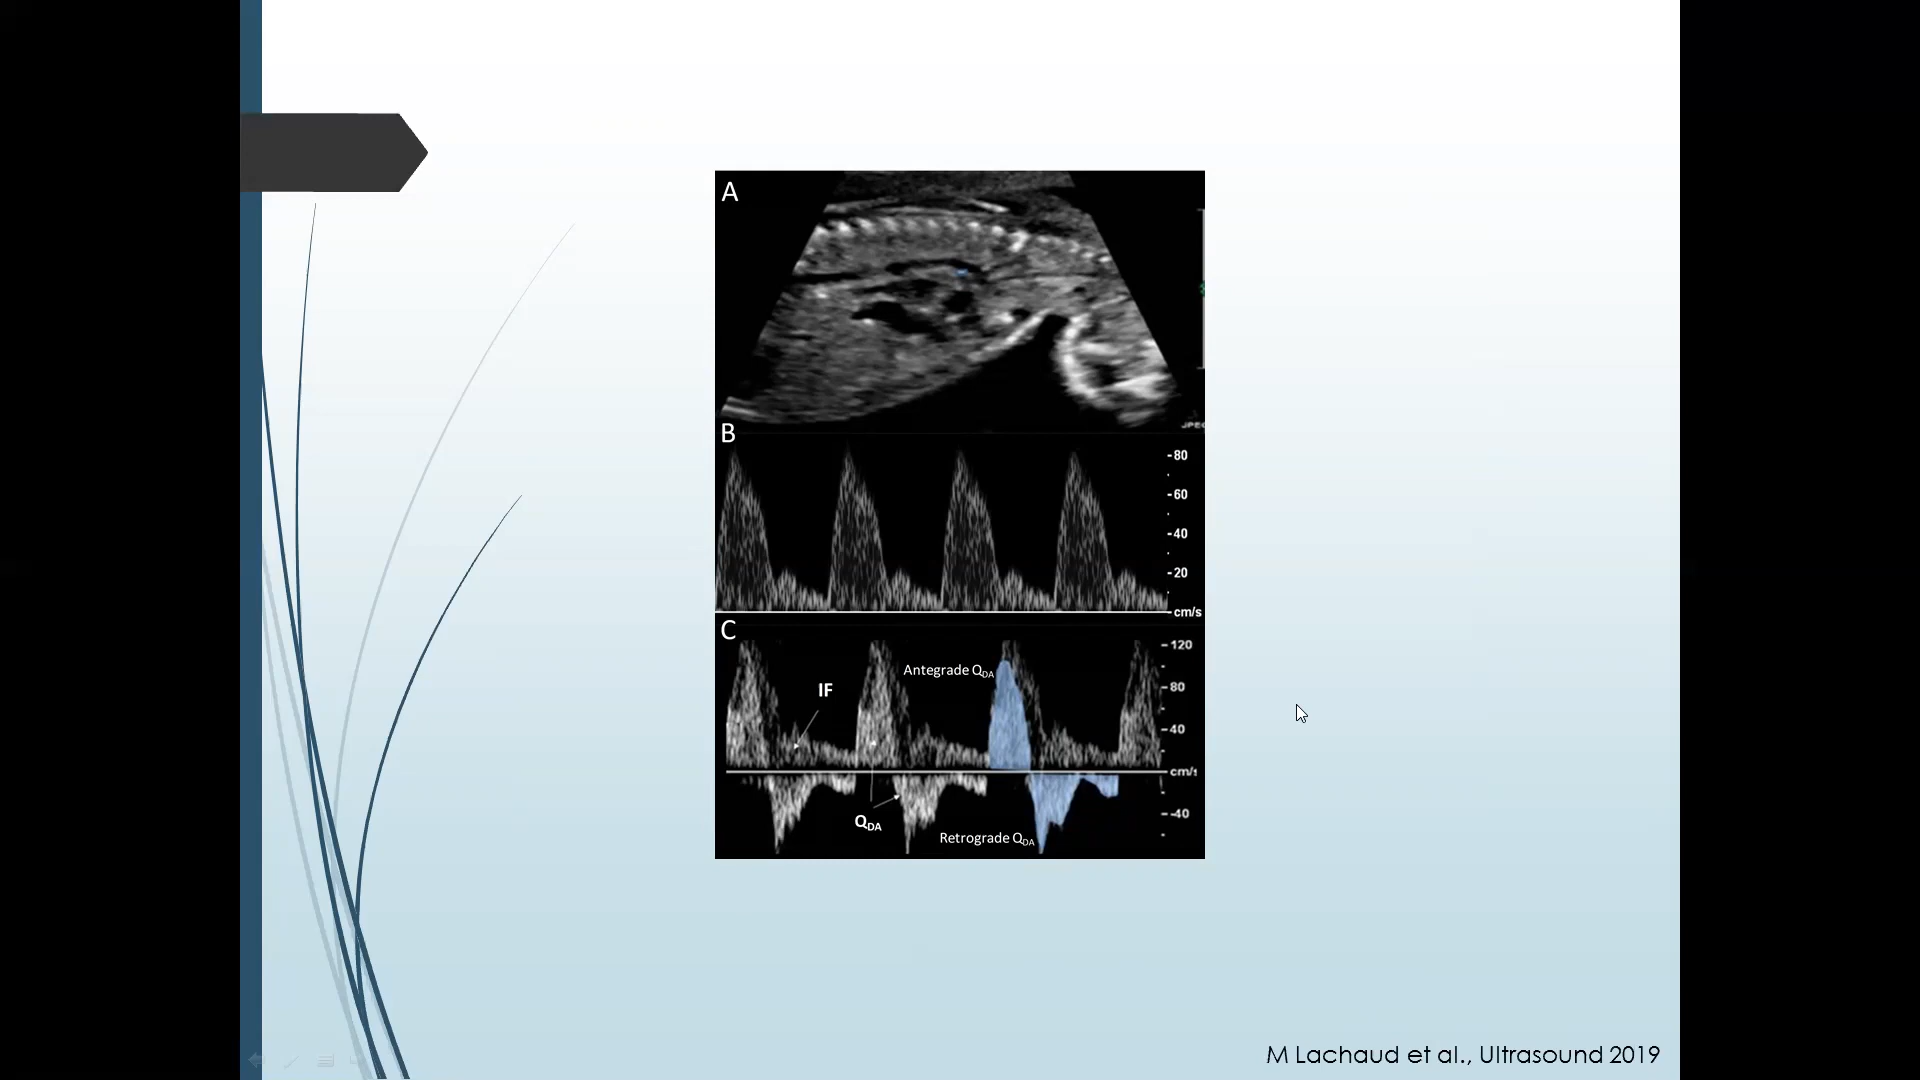 A
JPEG
B
-80
-60
-40
-20
cm/s
C
-120
Antegrade QDA
IF
-80
-40
cm/s
QDA
-40
Retrograde QDA
M Lachaud et al., Ultrasound 2019